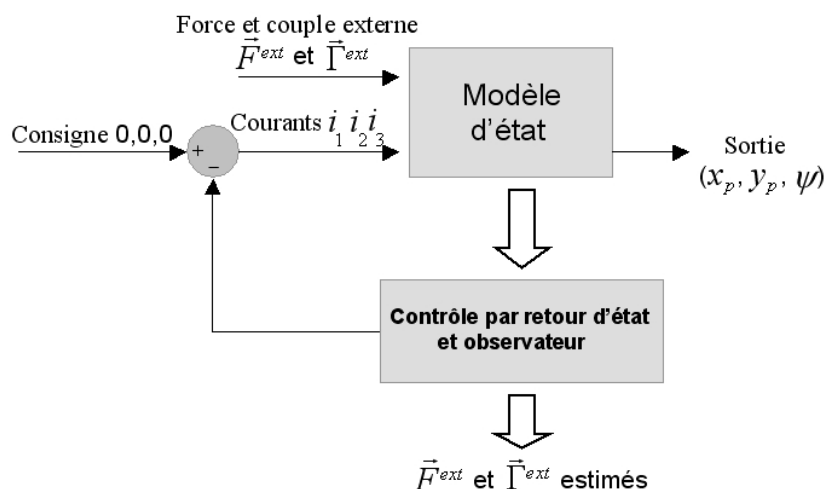 Force et couple externe
F⃗ᵉˣᵗ et Γ⃗ᵉˣᵗ
Modèle
d'état
Consigne 0,0,0
+
−
Courants i₁ i₂ i₃
Sortie
(xₚ, yₚ, ψ)
Contrôle par retour d'état
et observateur
F⃗ᵉˣᵗ et Γ⃗ᵉˣᵗ estimés